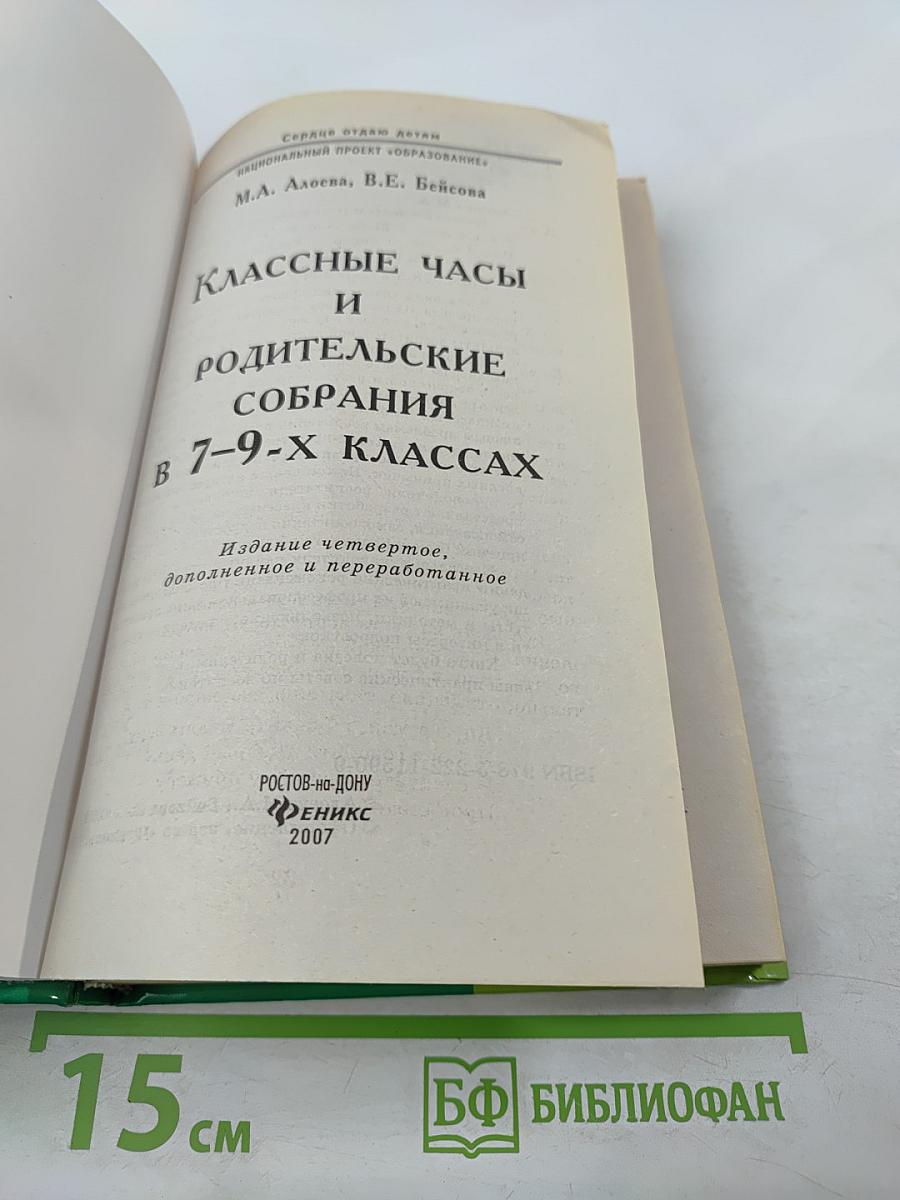 Сердце отдаю детям
НАЦИОНАЛЬНЫЙ ПРОЕКТ «ОБРАЗОВАНИЕ»
М.А. Алоева, В.Е. Бейсова
КЛАССНЫЕ ЧАСЫ
И
РОДИТЕЛЬСКИЕ
СОБРАНИЯ
В 7–9-Х КЛАССАХ
Издание четвертое,
дополненное и переработанное
РОСТОВ-на-ДОНУ
ФЕНИКС
2007
15 см
БФ БИБЛИОФАН